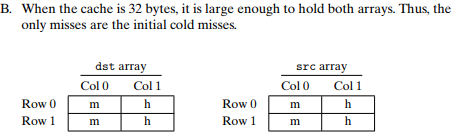 B. When the cache is 32 bytes, it is large enough to hold both arrays. Thus, the
only misses are the initial cold misses.
dst array src array
Col 0 Col 1 Col 0 Col 1
Row 0 m h Row 0 m h
Row 1 m h Row 1 m h